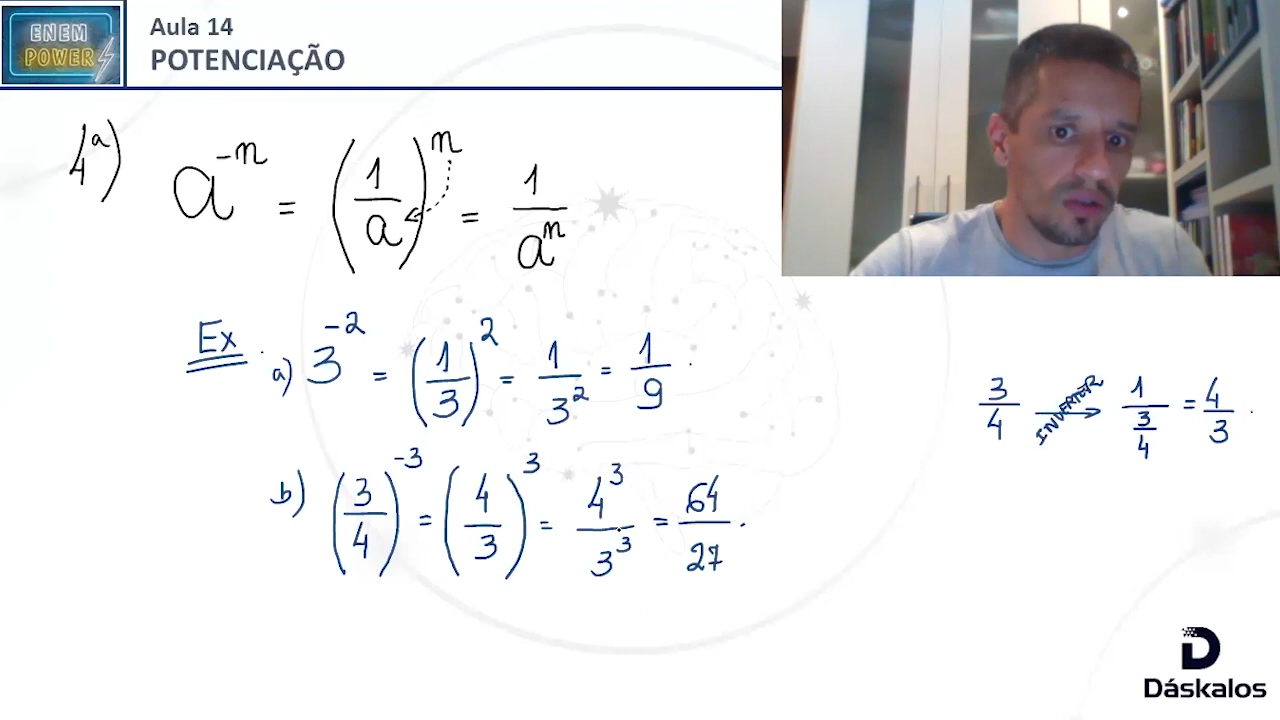 ENEM
POWER
Aula 14
POTENCIAÇÃO
4ª) a^{-n} = (1/a)^n = 1/a^n
Ex. a) 3^{-2} = (1/3)^2 = 1/3^2 = 1/9.
3/4 INVERTER → 1/(3/4) = 4/3.
b) (3/4)^{-3} = (4/3)^3 = 4^3/3^3 = 64/27.
Dáskalos